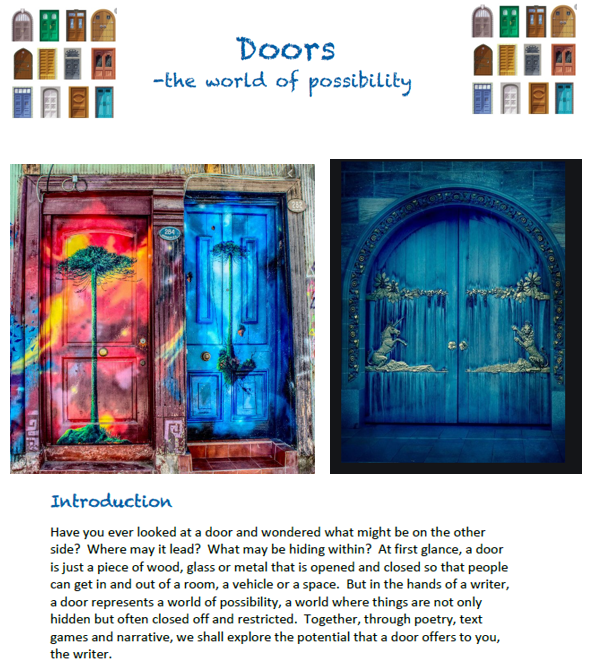 Doors
-the world of possibility
284
Introduction
Have you ever looked at a door and wondered what might be on the other
side?  Where may it lead?  What may be hiding within?  At first glance, a door
is just a piece of wood, glass or metal that is opened and closed so that people
can get in and out of a room, a vehicle or a space.  But in the hands of a writer,
a door represents a world of possibility, a world where things are not only
hidden but often closed off and restricted.  Together, through poetry, text
games and narrative, we shall explore the potential that a door offers to you,
the writer.